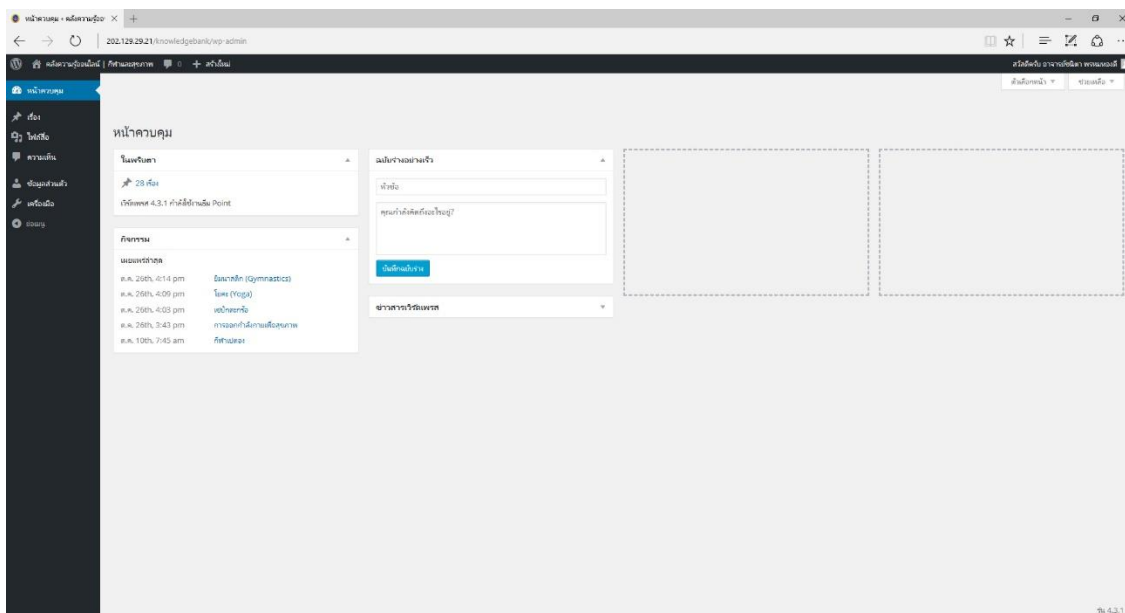 หน้าควบคุม ‹ คลังความรู้ออ
202.129.29.21/knowledgebank/wp-admin
คลังความรู้ออนไลน์ | กีฬาและสุขภาพ 0 + สร้างใหม่
สวัสดีครับ อาจารย์ชนิดา
ตัวเลือกหน้า
ช่วยเหลือ
หน้าควบคุม
เรื่อง
ไฟล์สื่อ
ความเห็น
ข้อมูลส่วนตัว
เครื่องมือ
ย่อเมนู
หน้าควบคุม
ในพริบตา
28 เรื่อง
เวิร์ดเพรส 4.3.1 กำลังใช้งานธีม Point
กิจกรรม
เผยแพร่ล่าสุด
ต.ค. 26th, 4:14 pm ยิมนาสติก (Gymnastics)
ต.ค. 26th, 4:09 pm โยคะ (Yoga)
ต.ค. 26th, 4:03 pm เซปักตะกร้อ
ต.ค. 26th, 3:43 pm การออกกำลังกายเพื่อสุขภาพ
ต.ค. 10th, 7:45 am กีฬาเปตอง
ฉบับร่างอย่างเร็ว
หัวข้อ
คุณกำลังคิดถึงอะไรอยู่?
บันทึกฉบับร่าง
ข่าวสารเวิร์ดเพรส
รุ่น 4.3.1